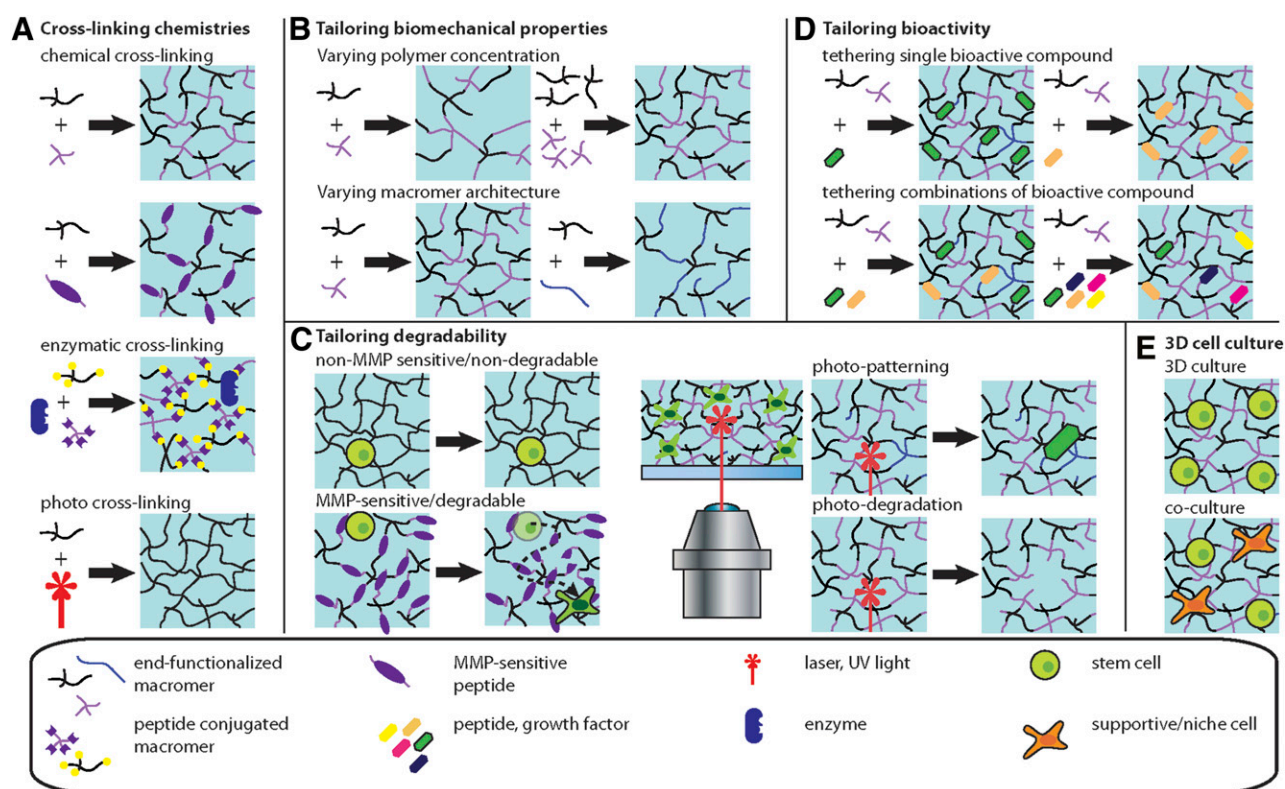 A Cross-linking chemistries
chemical cross-linking
+
+
enzymatic cross-linking
+
photo cross-linking
+
B Tailoring biomechanical properties
Varying polymer concentration
+
+
Varying macromer architecture
+
+
D Tailoring bioactivity
tethering single bioactive compound
+
+
tethering combinations of bioactive compound
+
+
C Tailoring degradability
non-MMP sensitive/non-degradable
MMP-sensitive/degradable
photo-patterning
photo-degradation
E 3D cell culture
3D culture
co-culture
end-functionalized
macromer
peptide conjugated
macromer
MMP-sensitive
peptide
peptide, growth factor
laser, UV light
enzyme
stem cell
supportive/niche cell